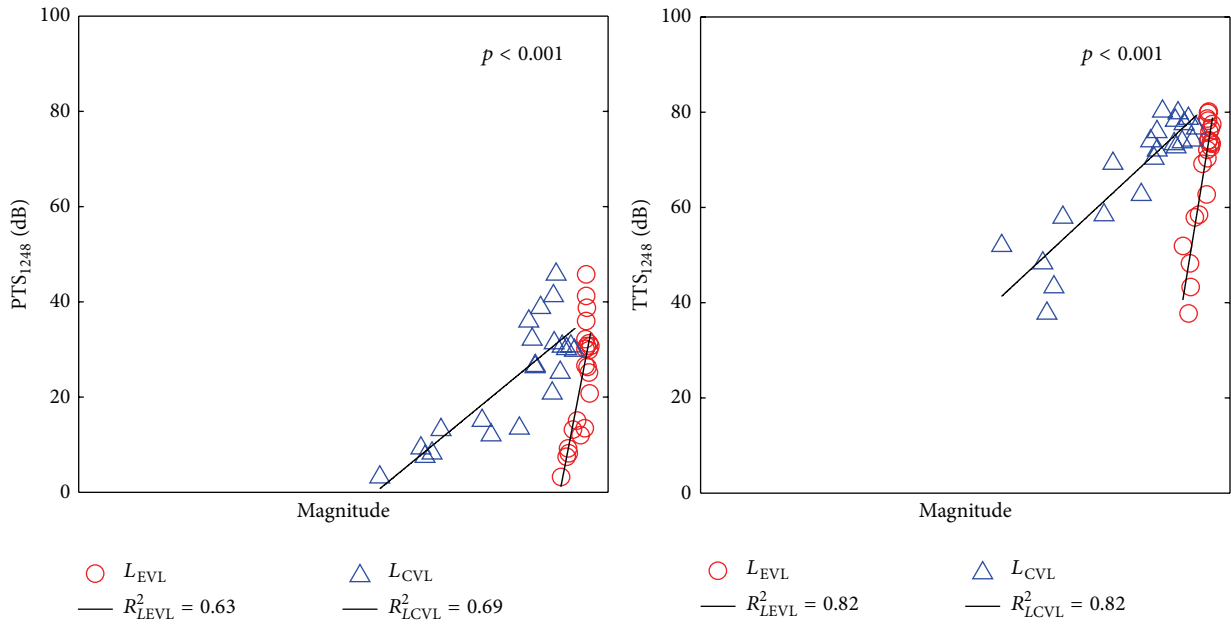 100
80
60
40
20
0
PTS1248 (dB)
p < 0.001
Magnitude
LEVL
LCVL
R²LEVL = 0.63
R²LCVL = 0.69
100
80
60
40
20
0
TTS1248 (dB)
p < 0.001
Magnitude
LEVL
LCVL
R²LEVL = 0.82
R²LCVL = 0.82